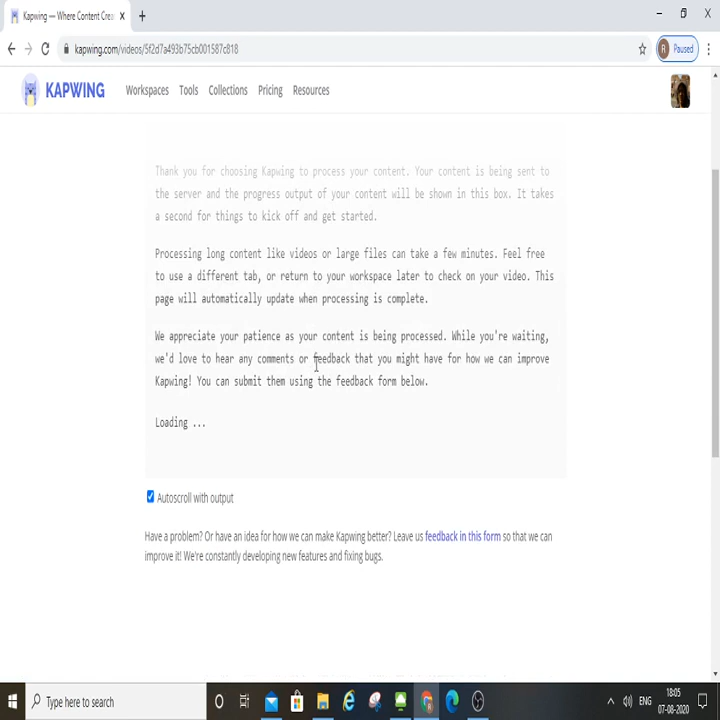 Kapwing — Where Content Crea
kapwing.com/videos/5f2d7a493b75cb001587c818
R Paused
KAPWING Workspaces Tools Collections Pricing Resources
Thank you for choosing Kapwing to process your content. Your content is being sent to
the server and the progress output of your content will be shown in this box. It takes
a second for things to kick off and get started.
Processing long content like videos or large files can take a few minutes. Feel free
to use a different tab, or return to your workspace later to check on your video. This
page will automatically update when processing is complete.
We appreciate your patience as your content is being processed. While you're waiting,
we'd love to hear any comments or feedback that you might have for how we can improve
Kapwing! You can submit them using the feedback form below.
Loading ...
Autoscroll with output
Have a problem? Or have an idea for how we can make Kapwing better? Leave us feedback in this form so that we can
improve it! We're constantly developing new features and fixing bugs.
Type here to search
ENG
18:05
07-08-2020